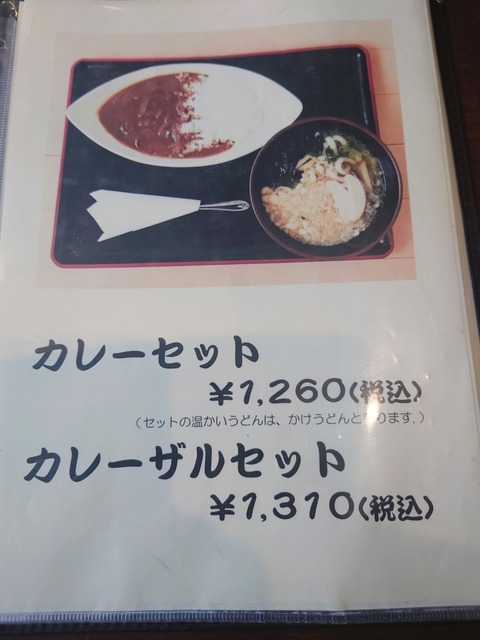 カレーセット
￥1,260(税込)
(セットの温かいうどんは、かけうどんとなります。)
カレーザルセット
￥1,310(税込)